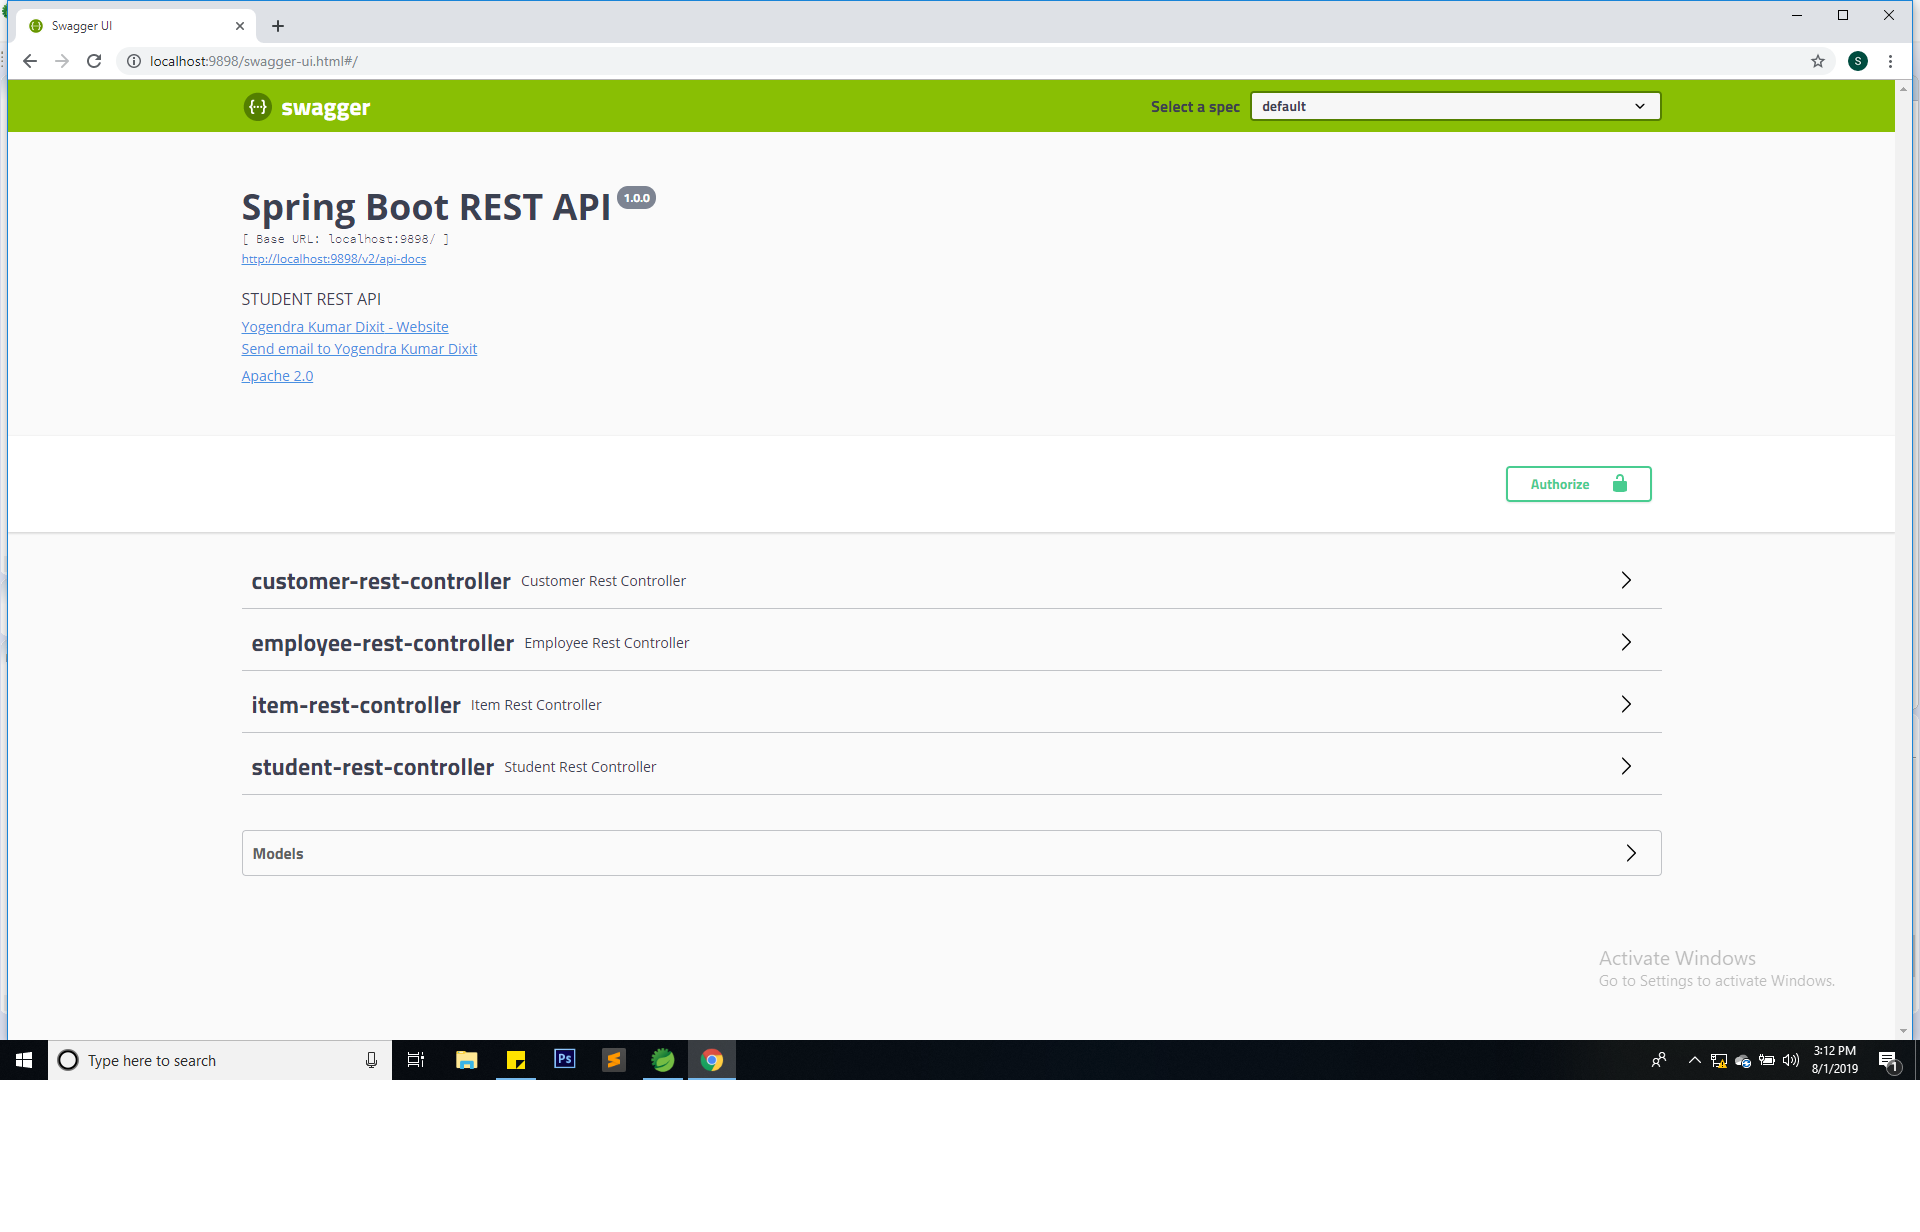 Swagger UI
localhost:9898/swagger-ui.html#/
S
{···} swagger
Select a spec default
Spring Boot REST API 1.0.0
[ Base URL: localhost:9898/ ]
http://localhost:9898/v2/api-docs
STUDENT REST API
Yogendra Kumar Dixit - Website
Send email to Yogendra Kumar Dixit
Apache 2.0
Authorize
customer-rest-controller Customer Rest Controller
employee-rest-controller Employee Rest Controller
item-rest-controller Item Rest Controller
student-rest-controller Student Rest Controller
Models
Activate Windows
Go to Settings to activate Windows.
Type here to search
Ps
3:12 PM
8/1/2019
1